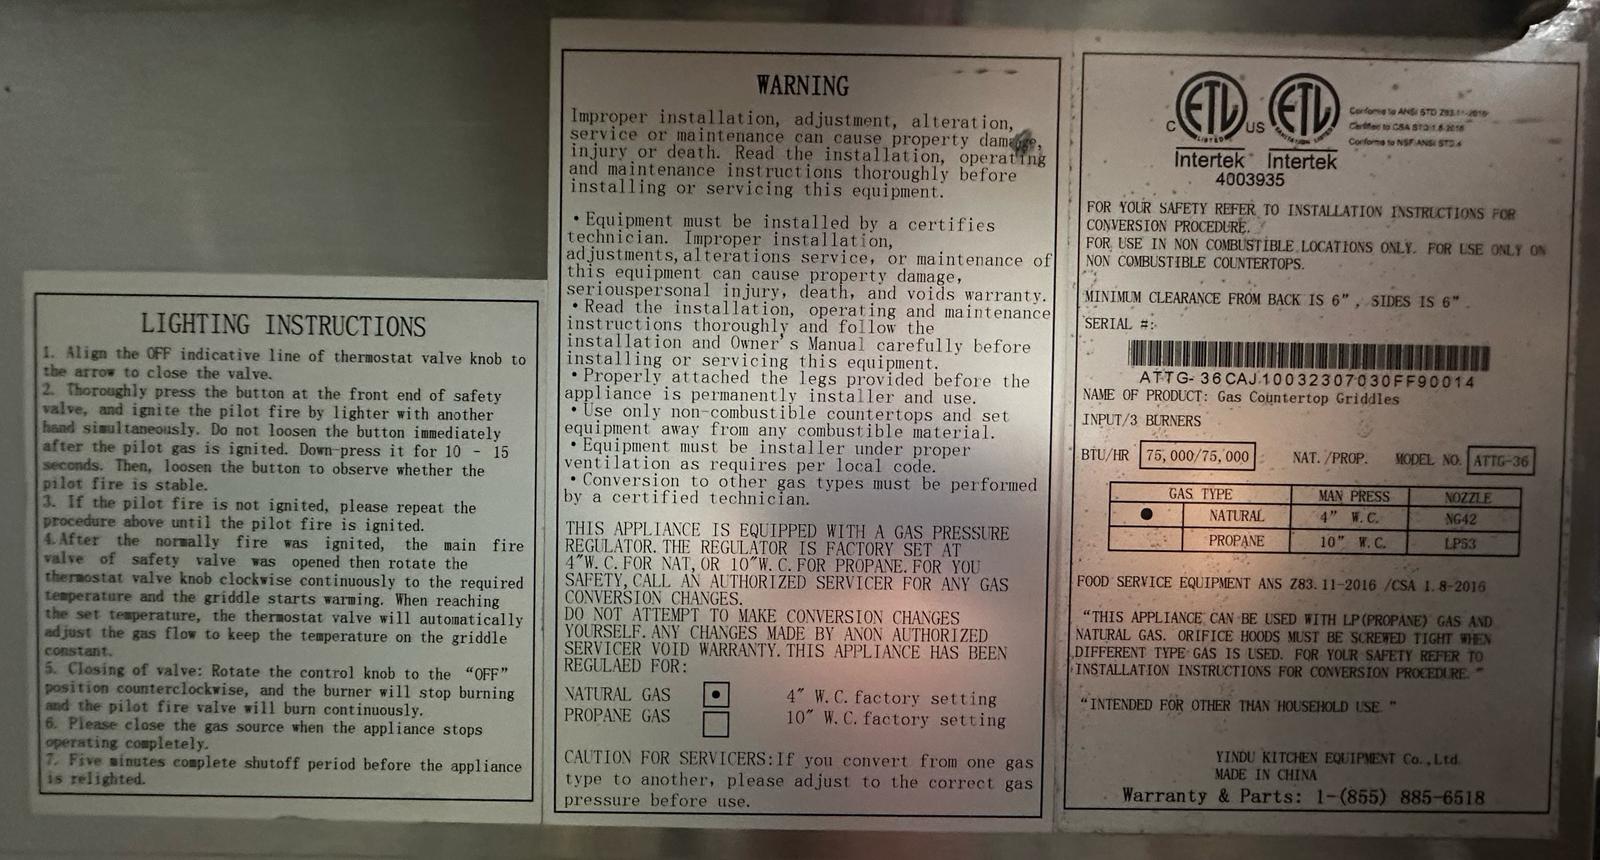 LIGHTING INSTRUCTIONS
1. Align the OFF indicative line of thermostat valve knob to
the arrow to close the valve.
2. Thoroughly press the button at the front end of safety
valve, and ignite the pilot fire by lighter with another
hand simultaneously. Do not loosen the button immediately
after the pilot gas is ignited. Down-press it for 10 - 15
seconds. Then, loosen the button to observe whether the
pilot fire is stable.
3. If the pilot fire is not ignited, please repeat the
procedure above until the pilot fire is ignited.
4.After the normally fire was ignited, the main fire
valve of safety valve was opened then rotate the
thermostat valve knob clockwise continuously to the required
temperature and the griddle starts warming. When reaching
the set temperature, the thermostat valve will automatically
adjust the gas flow to keep the temperature on the griddle
constant.
5. Closing of valve: Rotate the control knob to the “OFF”
position counterclockwise, and the burner will stop burning
and the pilot fire valve will burn continuously.
6. Please close the gas source when the appliance stops
operating completely.
7. Five minutes complete shutoff period before the appliance
is relighted.
WARNING
Improper installation, adjustment, alteration,
service or maintenance can cause property damage,
injury or death. Read the installation, operating
and maintenance instructions thoroughly before
installing or servicing this equipment.
•Equipment must be installed by a certifies
technician. Improper installation,
adjustments, alterations service, or maintenance of
this equipment can cause property damage,
seriouspersonal injury, death, and voids warranty.
•Read the installation, operating and maintenance
instructions thoroughly and follow the
installation and Owner's Manual carefully before
installing or servicing this equipment.
•Properly attached the legs provided before the
appliance is permanently installer and use.
•Use only non-combustible countertops and set
equipment away from any combustible material.
•Equipment must be installer under proper
ventilation as requires per local code.
•Conversion to other gas types must be performed
by a certified technician.
THIS APPLIANCE IS EQUIPPED WITH A GAS PRESSURE
REGULATOR. THE REGULATOR IS FACTORY SET AT
4"W.C. FOR NAT, OR 10"W.C. FOR PROPANE. FOR YOU
SAFETY, CALL AN AUTHORIZED SERVICER FOR ANY GAS
CONVERSION CHANGES.
DO NOT ATTEMPT TO MAKE CONVERSION CHANGES
YOURSELF. ANY CHANGES MADE BY ANON AUTHORIZED
SERVICER VOID WARRANTY. THIS APPLIANCE HAS BEEN
REGULAED FOR:
NATURAL GAS • 4" W.C. factory setting
PROPANE GAS 10" W.C. factory setting
CAUTION FOR SERVICERS: If you convert from one gas
type to another, please adjust to the correct gas
pressure before use.
C ETL LISTED US ETL
Intertek Intertek
4003935
Conforms to ANSI STD Z83.11-2016
Certified to CSA STD 1.8-2016
Conforms to NSF/ANSI STD.4
FOR YOUR SAFETY REFER TO INSTALLATION INSTRUCTIONS FOR
CONVERSION PROCEDURE.
FOR USE IN NON COMBUSTIBLE LOCATIONS ONLY. FOR USE ONLY ON
NON COMBUSTIBLE COUNTERTOPS.
MINIMUM CLEARANCE FROM BACK IS 6", SIDES IS 6".
SERIAL #:
ATTG-36CAJ10032307030FF90014
NAME OF PRODUCT: Gas Countertop Griddles
INPUT/3 BURNERS
BTU/HR 75,000/75,000 NAT./PROP. MODEL NO. ATTG-36
GAS TYPE MAN PRESS NOZZLE
• NATURAL 4" W.C. NG42
PROPANE 10" W.C. LP53
FOOD SERVICE EQUIPMENT ANS Z83.11-2016 /CSA 1.8-2016
“THIS APPLIANCE CAN BE USED WITH LP(PROPANE) GAS AND
NATURAL GAS. ORIFICE HOODS MUST BE SCREWED TIGHT WHEN
DIFFERENT TYPE GAS IS USED. FOR YOUR SAFETY REFER TO
INSTALLATION INSTRUCTIONS FOR CONVERSION PROCEDURE. ”
“INTENDED FOR OTHER THAN HOUSEHOLD USE. ”
YINDU KITCHEN EQUIPMENT Co.,Ltd.
MADE IN CHINA
Warranty & Parts: 1-(855) 885-6518